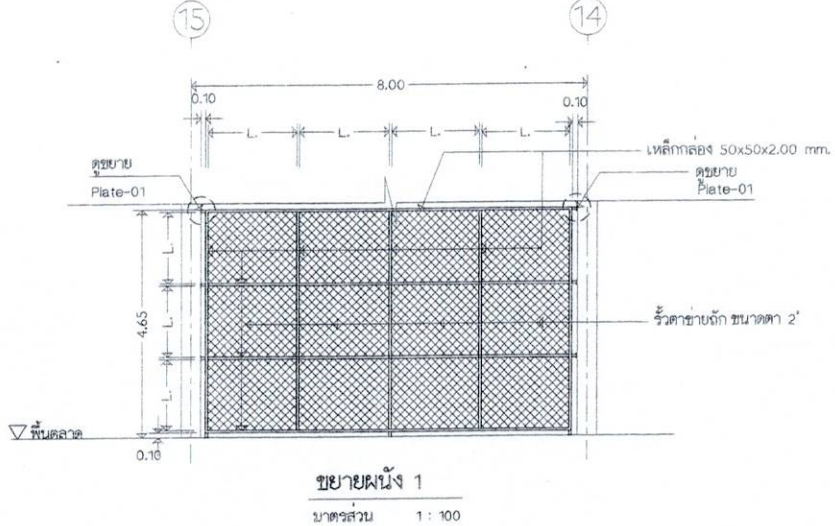 15
14
8.00
0.10
0.10
L.
L.
L.
L.
เหล็กกล่อง 50x50x2.00 mm.
ดูขยาย
Plate-01
ดูขยาย
Plate-01
L.
L.
L.
4.65
รั้วตาข่ายถัก ขนาดตา 2"
พื้นตลาด
0.10
ขยายผนัง 1
มาตรส่วน 1 : 100